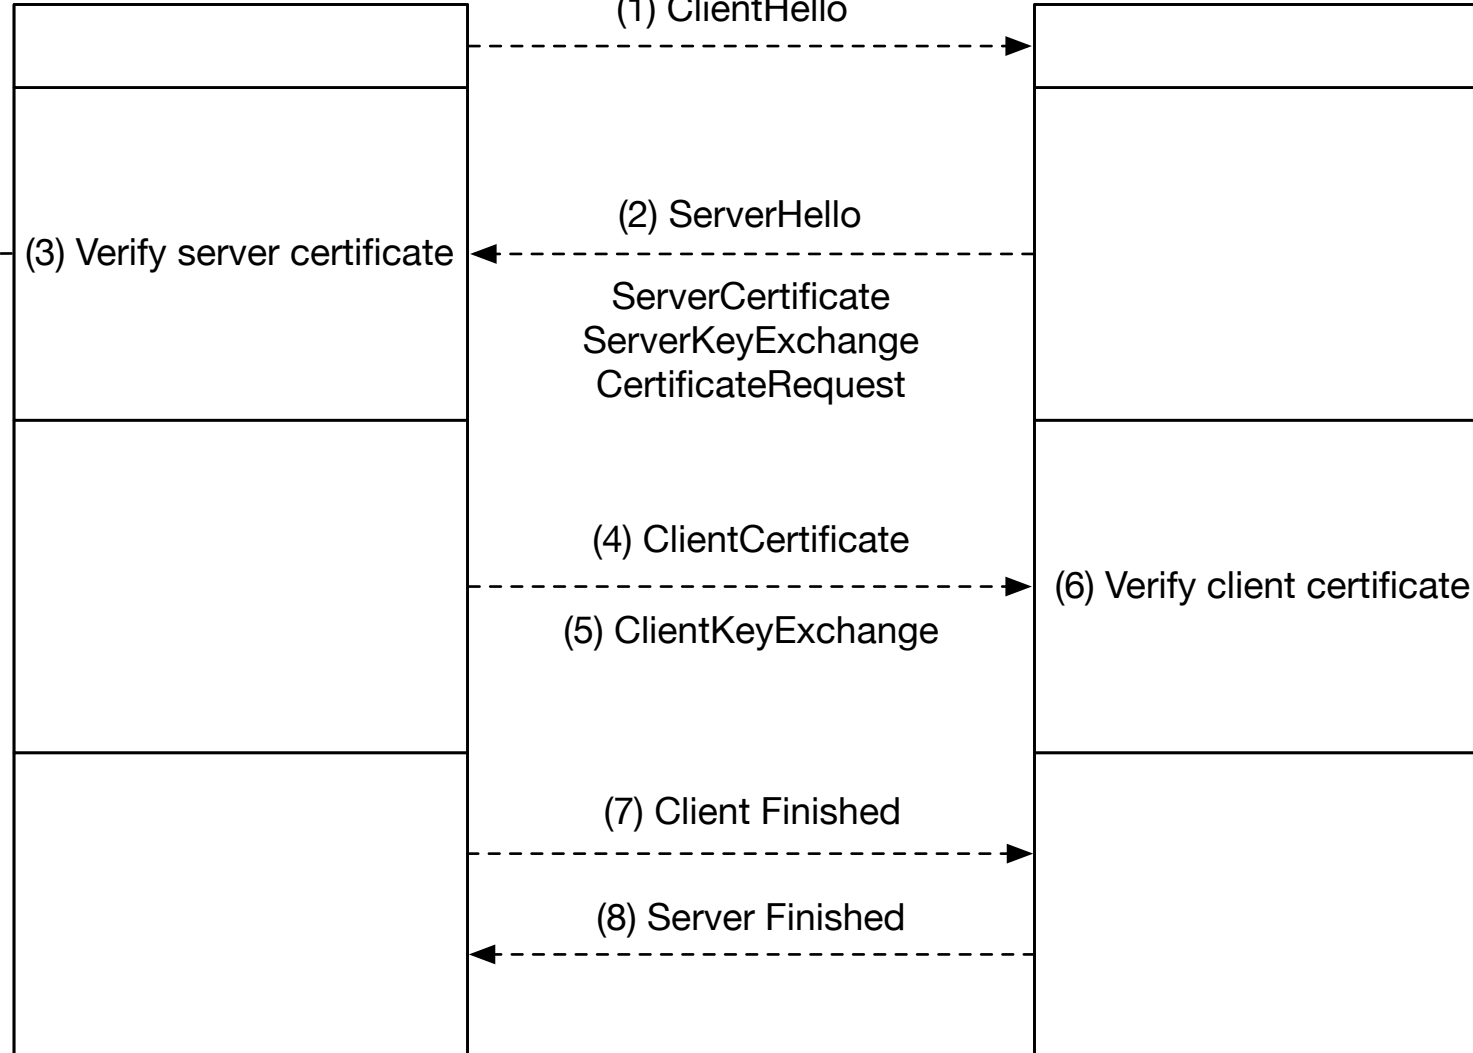 (1) ClientHello
(2) ServerHello
(3) Verify server certificate
ServerCertificate
ServerKeyExchange
CertificateRequest
(4) ClientCertificate
(6) Verify client certificate
(5) ClientKeyExchange
(7) Client Finished
(8) Server Finished